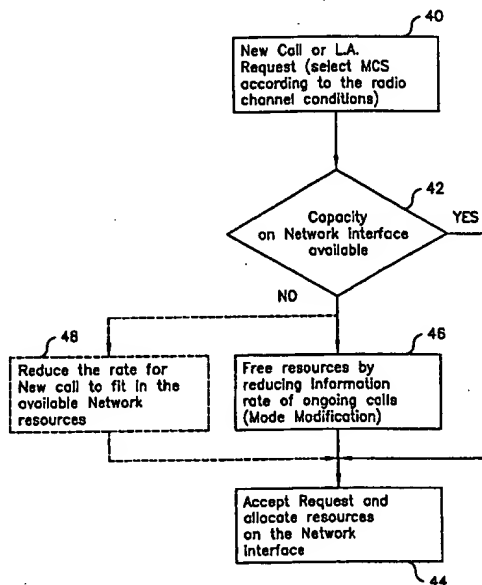 40
New Call or L.A.
Request (select MCS
according to the radio
channel conditions)
42
Capacity
on Network interface
available
YES
NO
48
Reduce the rate for
New call to fit in the
available Network
resources
46
Free resources by
reducing information
rate of ongoing calls
(Mode Modification)
Accept Request and
allocate resources
on the Network
interface
44